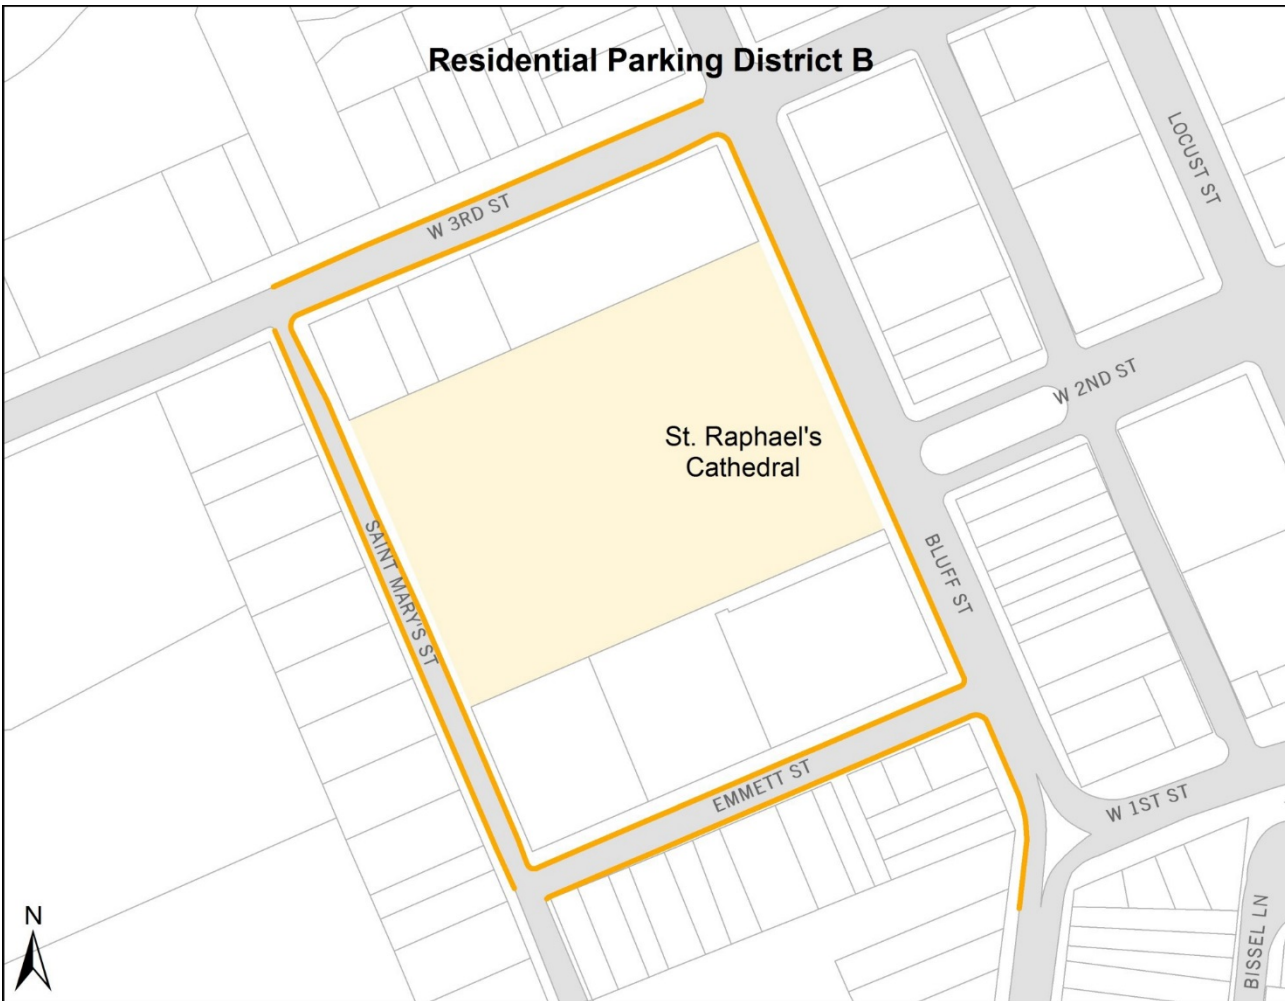 Residential Parking District B
LOCUST ST
W 3RD ST
W 2ND ST
St. Raphael's
Cathedral
SAINT MARY'S ST
BLUFF ST
EMMETT ST
W 1ST ST
BISSEL LN
N